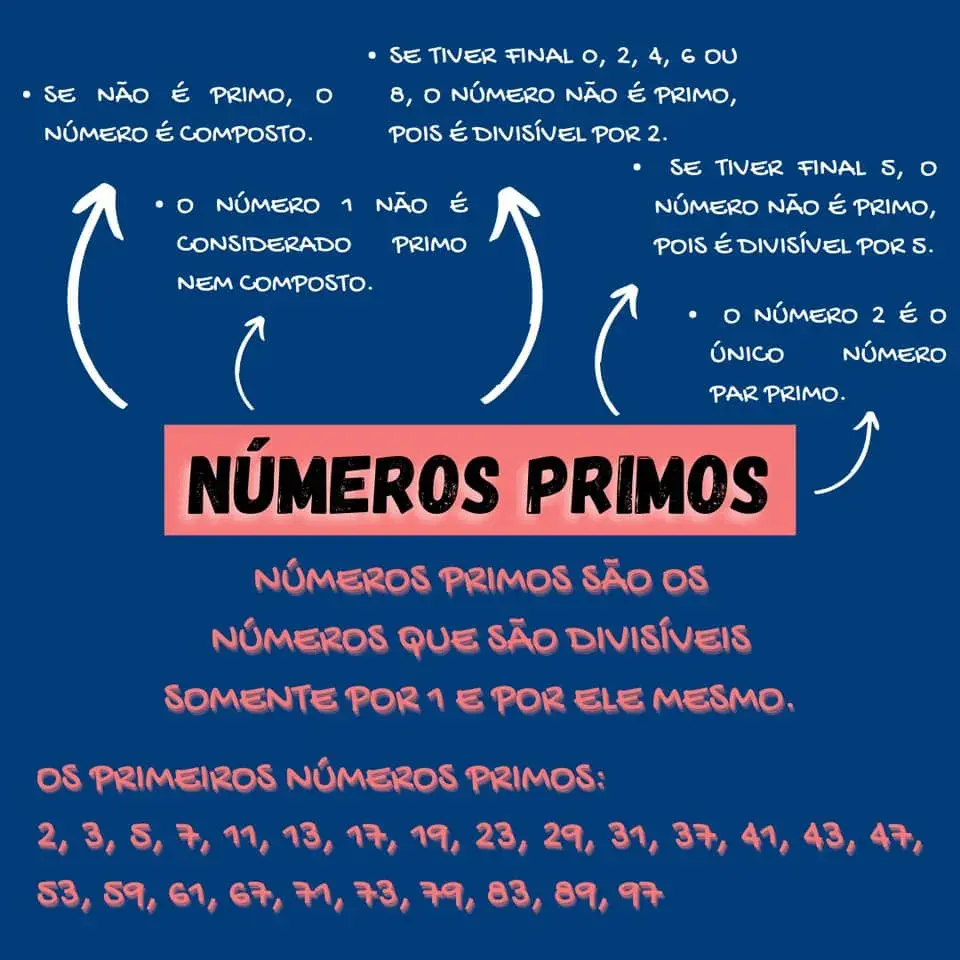 • SE NÃO É PRIMO, O
NÚMERO É COMPOSTO.
• SE TIVER FINAL 0, 2, 4, 6 OU
8, O NÚMERO NÃO É PRIMO,
POIS É DIVISÍVEL POR 2.
• O NÚMERO 1 NÃO É
CONSIDERADO PRIMO
NEM COMPOSTO.
• SE TIVER FINAL 5, O
NÚMERO NÃO É PRIMO,
POIS É DIVISÍVEL POR 5.
• O NÚMERO 2 É O
ÚNICO NÚMERO
PAR PRIMO.
NÚMEROS PRIMOS
NÚMEROS PRIMOS SÃO OS
NÚMEROS QUE SÃO DIVISÍVEIS
SOMENTE POR 1 E POR ELE MESMO.
OS PRIMEIROS NÚMEROS PRIMOS:
2, 3, 5, 7, 11, 13, 17, 19, 23, 29, 31, 37, 41, 43, 47,
53, 59, 61, 67, 71, 73, 79, 83, 89, 97